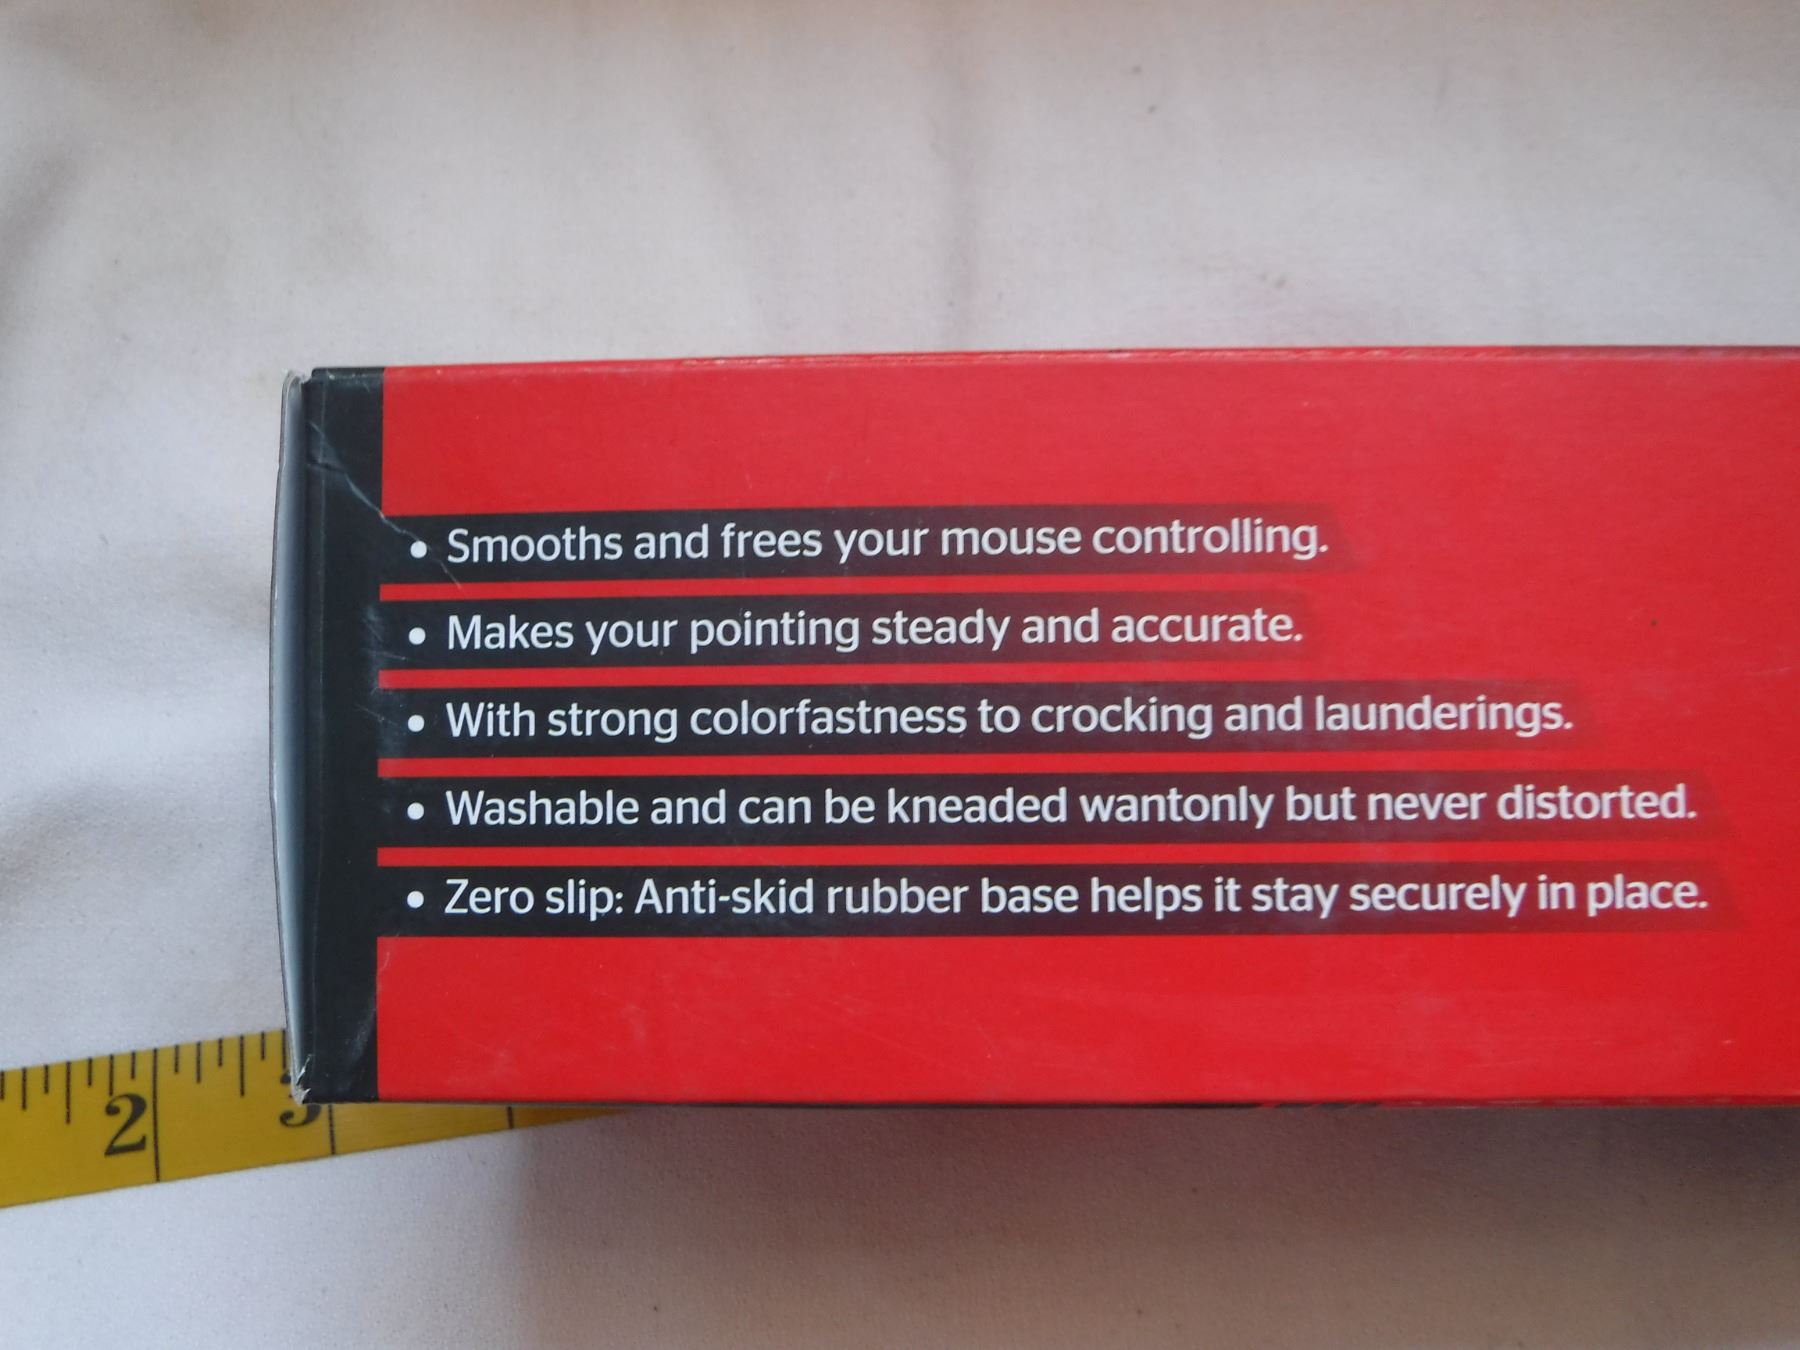 • Smooths and frees your mouse controlling.
• Makes your pointing steady and accurate.
• With strong colorfastness to crocking and launderings.
• Washable and can be kneaded wantonly but never distorted.
• Zero slip: Anti-skid rubber base helps it stay securely in place.
2
3